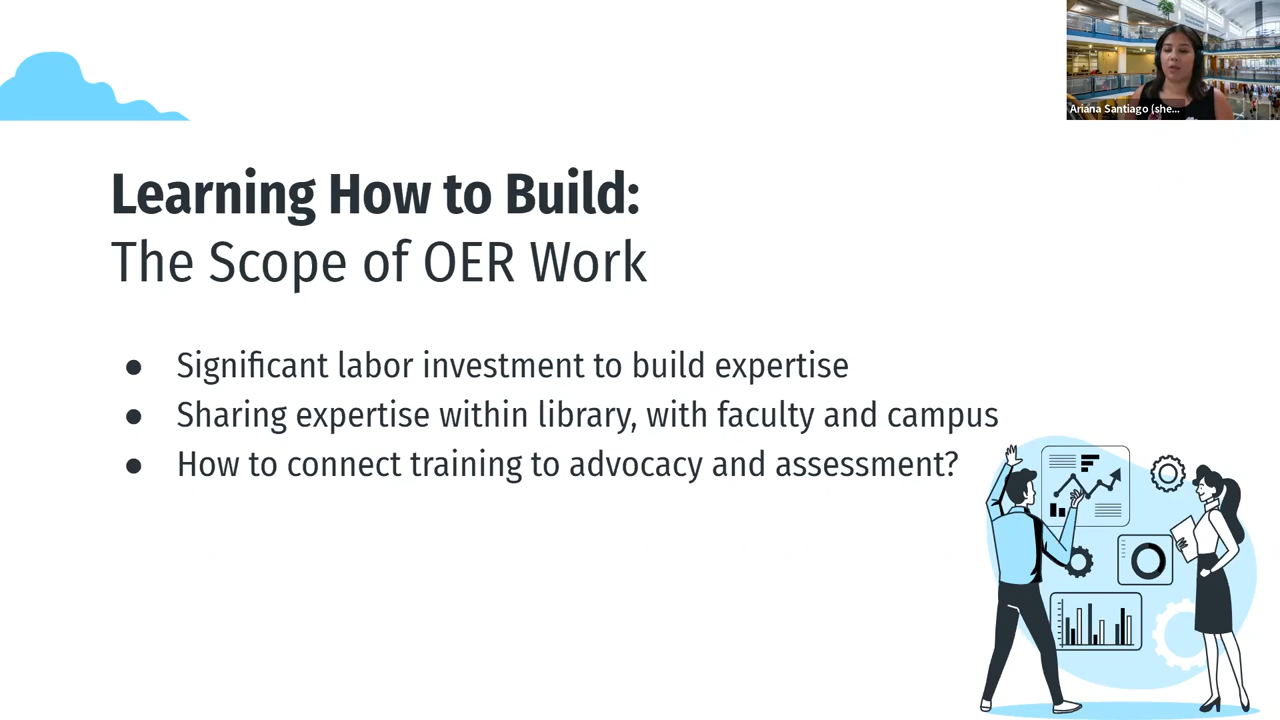 Ariana Santiago (she...
Learning How to Build:
The Scope of OER Work
● Significant labor investment to build expertise
● Sharing expertise within library, with faculty and campus
● How to connect training to advocacy and assessment?